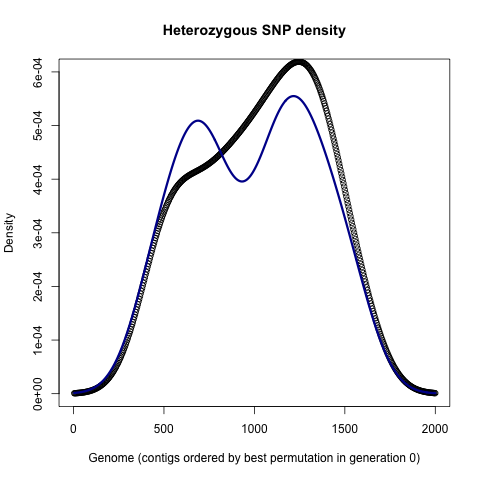 Heterozygous SNP density
Density
6e-04
5e-04
4e-04
3e-04
2e-04
1e-04
0e+00
0 500 1000 1500 2000
Genome (contigs ordered by best permutation in generation 0)